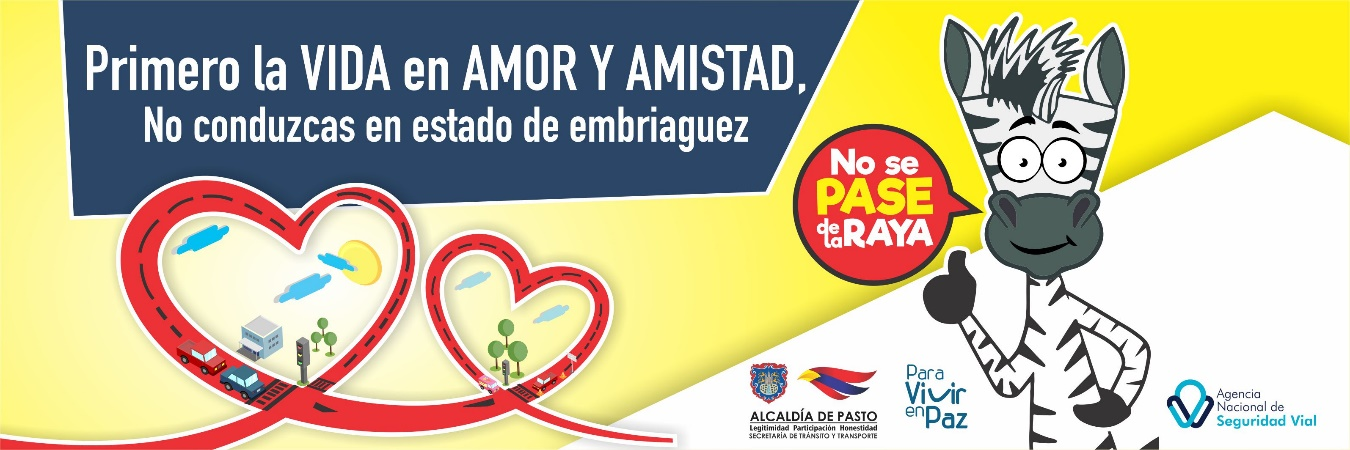 Primero la VIDA en AMOR Y AMISTAD,
No conduzcas en estado de embriaguez
No se
PASE
de la RAYA
ALCALDÍA DE PASTO
Legitimidad Participación Honestidad
SECRETARÍA DE TRÁNSITO Y TRANSPORTE
Para
Vivir
en Paz
Agencia
Nacional de
Seguridad Vial